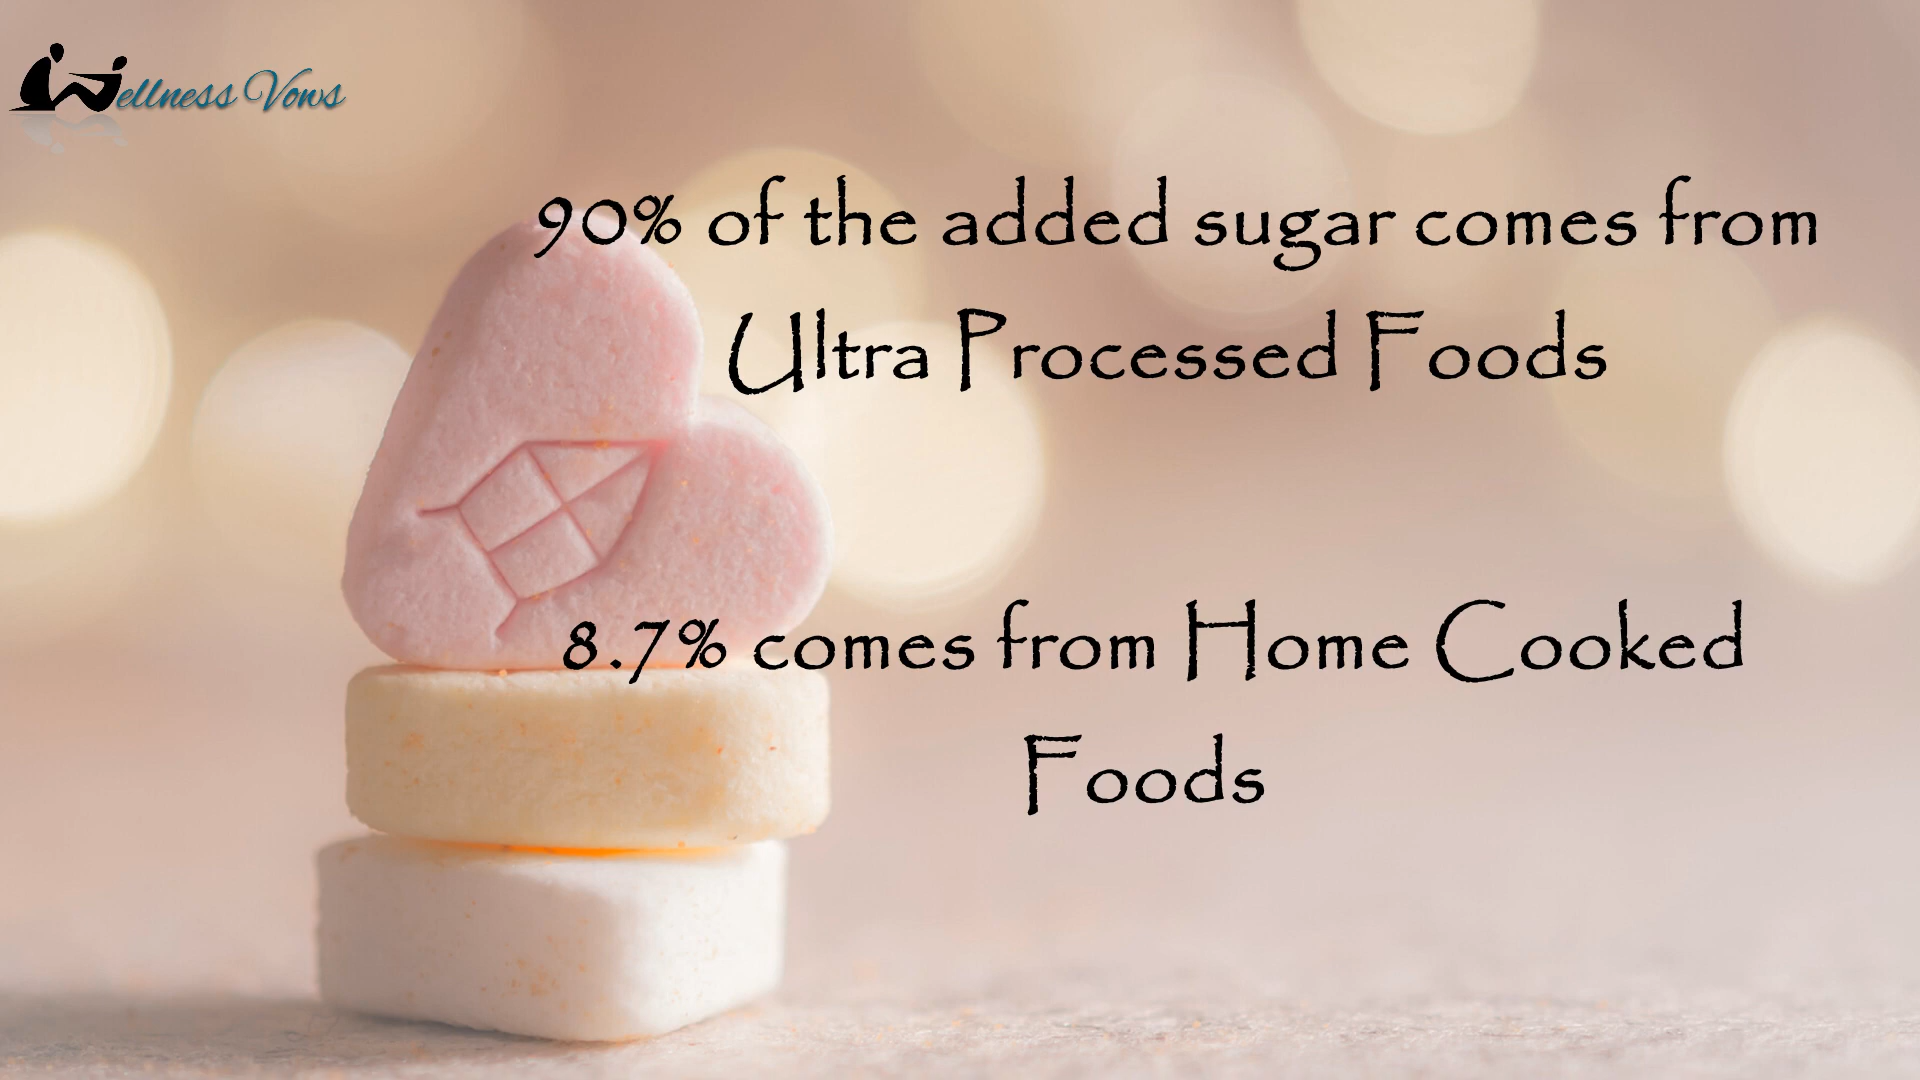 Wellness Vows
90% of the added sugar comes from
Ultra Processed Foods
8.7% comes from Home Cooked
Foods